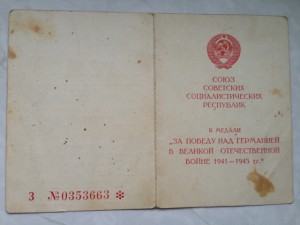 СОЮЗ
СОВЕТСКИХ
СОЦИАЛИСТИЧЕСКИХ
РЕСПУБЛИК
К МЕДАЛИ
„ЗА ПОБЕДУ НАД ГЕРМАНИЕЙ
В ВЕЛИКОЙ ОТЕЧЕСТВЕННОЙ
ВОЙНЕ 1941—1945 гг.“
З №0353663 *